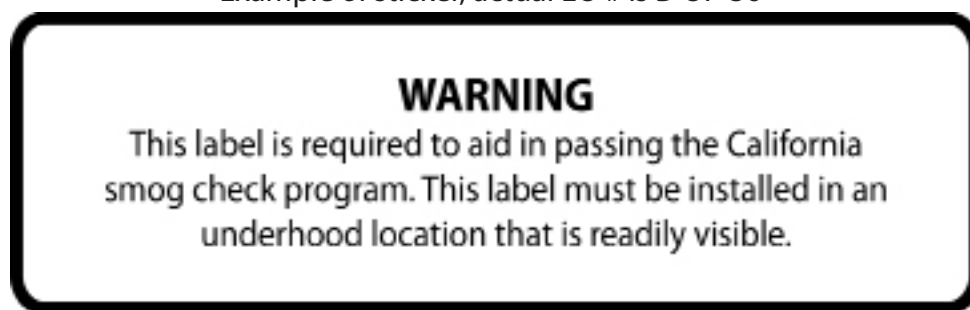 WARNING
This label is required to aid in passing the California
smog check program. This label must be installed in an
underhood location that is readily visible.